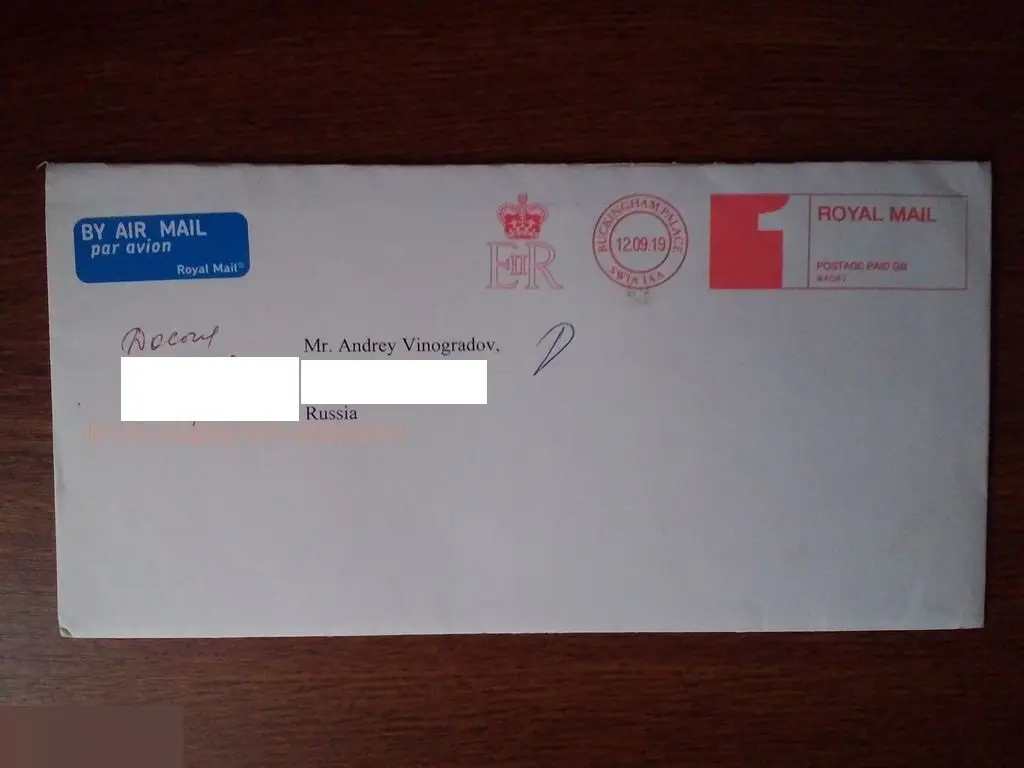 BY AIR MAIL
par avion
Royal Mail
E II R
BUCKINGHAM PALACE
12.09.19
SW1A 1AA
1
ROYAL MAIL
POSTAGE PAID GB
Mr. Andrey Vinogradov,
Russia